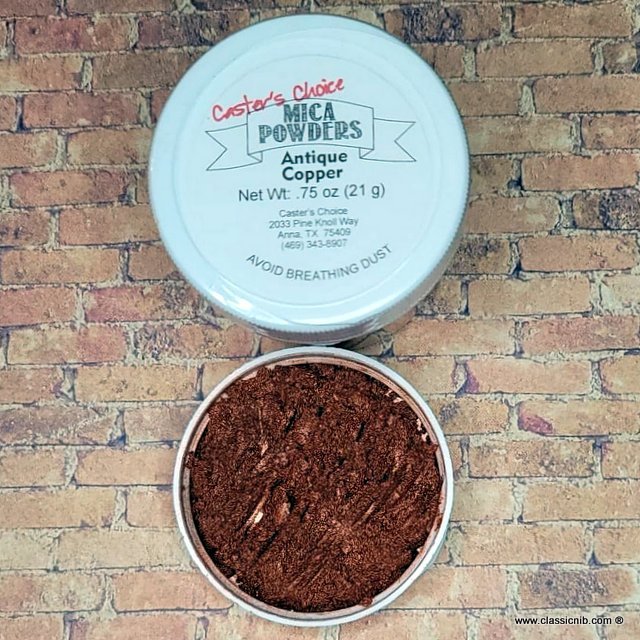 Caster's Choice
MICA
POWDERS
Antique
Copper
Net Wt: .75 oz (21 g)
Caster's Choice
2033 Pine Knoll Way
Anna, TX 75409
(469) 343-8907
AVOID BREATHING DUST
www.classicnib.com ®